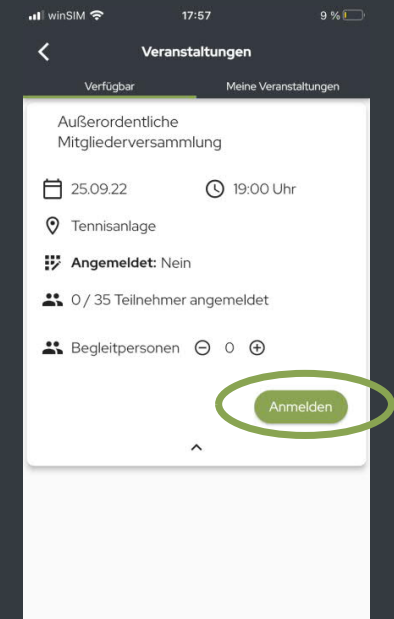 winSIM 17:57 9 %
Veranstaltungen
Verfügbar Meine Veranstaltungen
Außerordentliche
Mitgliederversammlung
25.09.22 19:00 Uhr
Tennisanlage
Angemeldet: Nein
0 / 35 Teilnehmer angemeldet
Begleitpersonen 0
Anmelden